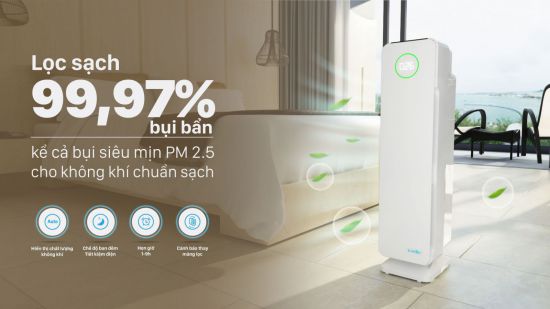 Lọc sạch
99,97%
bụi bẩn
kể cả bụi siêu mịn PM 2.5
cho không khí chuẩn sạch
Auto
Hiển thị chất lượng
không khí
Chế độ ban đêm
Tiết kiệm điện
Hẹn giờ
1-9h
Cảnh báo thay
màng lọc